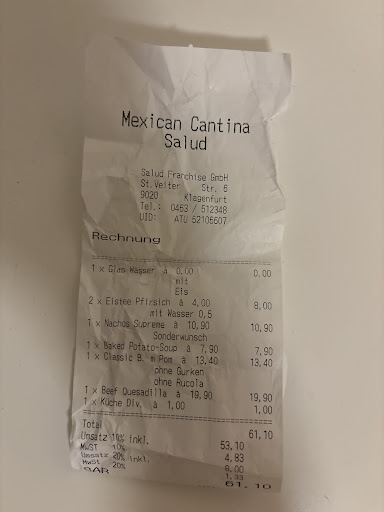 Mexican Cantina
Salud
Salud Franchise GmbH
St.Veiter Str. 6
9020 Klagenfurt
Tel.: 0463 / 512348
UID: ATU 52106607
Rechnung
1 x Glas Wasser à 0,00 0,00
mit
Eis
2 x Eistee Pfirsich à 4,00 8,00
mit Wasser 0,5
1 x Nachos Supreme à 10,90 10,90
Sonderwunsch
1 x Baked Potato-Soup à 7,90 7,90
1 x Classic B. m Pom à 13,40 13,40
ohne Gurken
ohne Rucola
1 x Beef Quesadilla à 19,90 19,90
1 x Küche Div. à 1,00 1,00
Total 61,10
Umsatz 10% inkl. 53,10
MwST 10% 4,83
Umsatz 20% inkl. 8,00
MwSt 20% 1,33
BAR 61,10